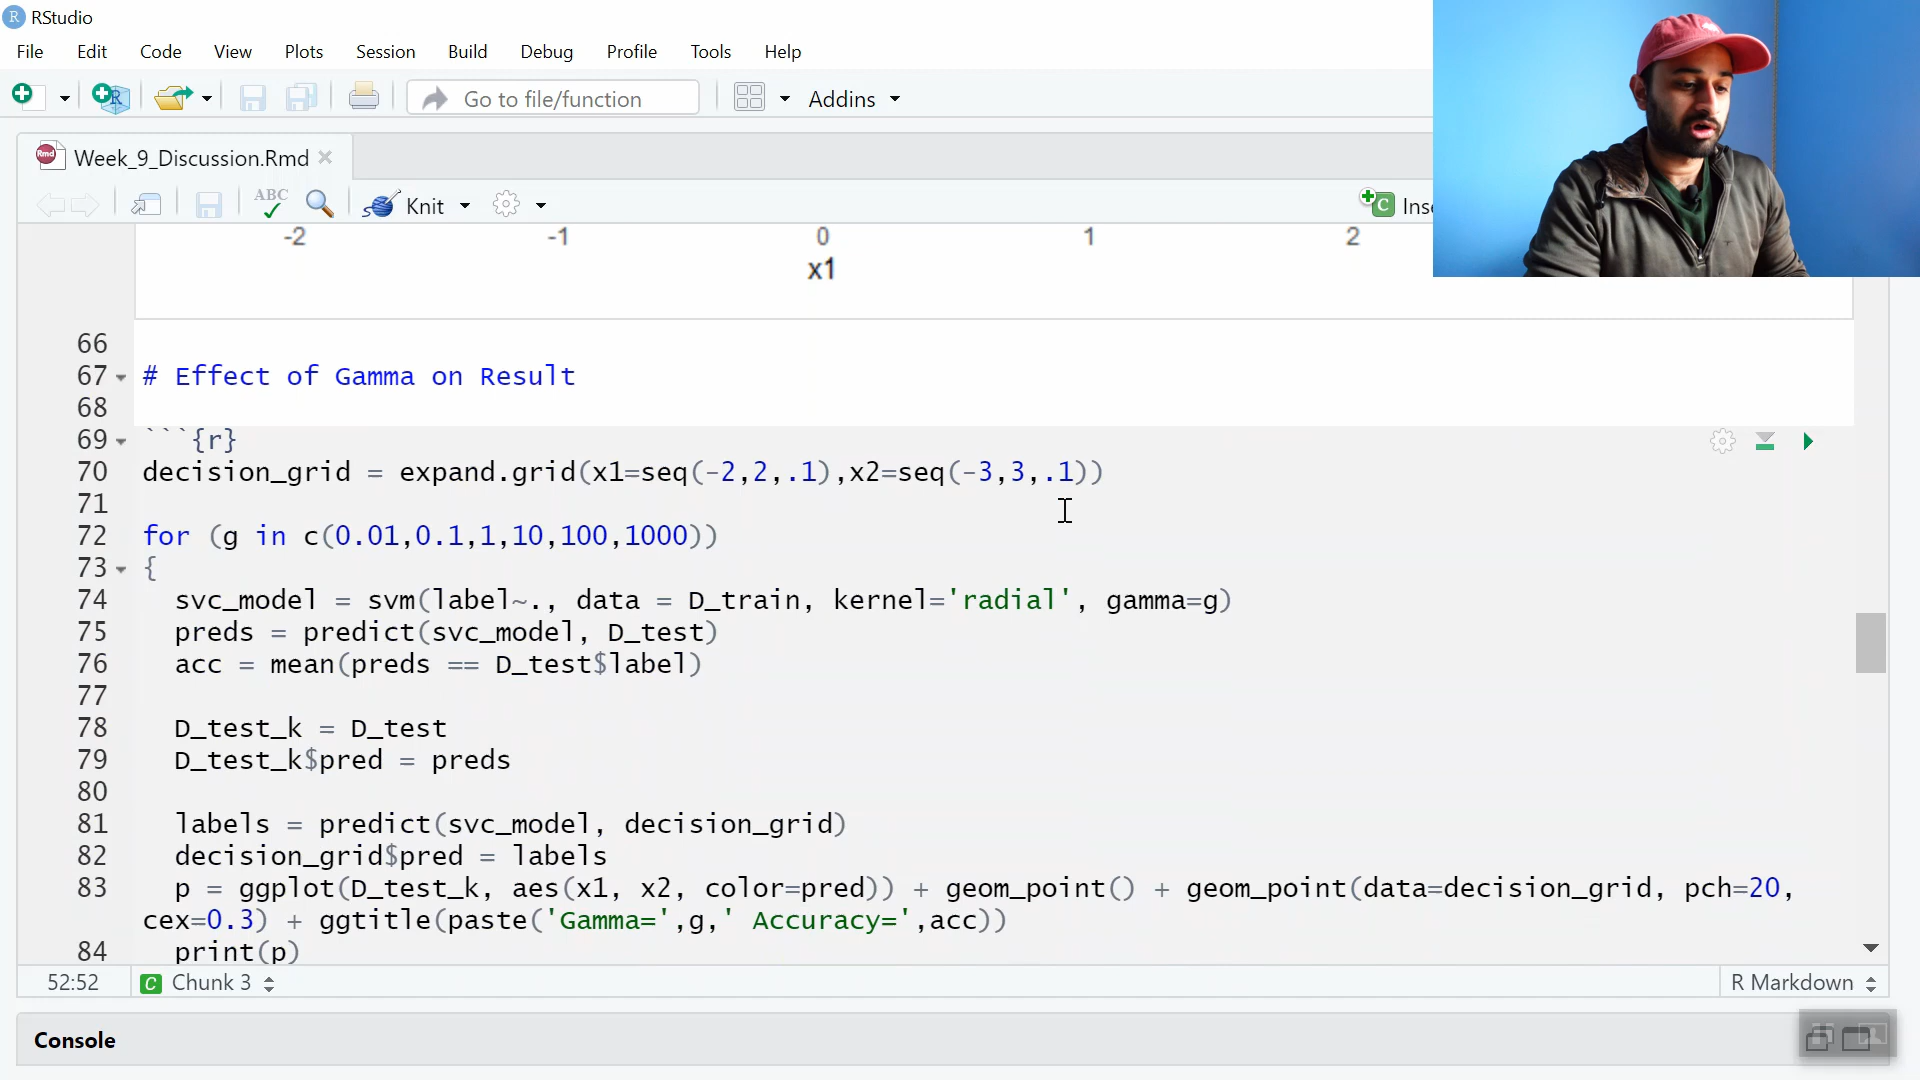 RStudio
File Edit Code View Plots Session Build Debug Profile Tools Help
Go to file/function
Addins
Week_9_Discussion.Rmd
ABC
Knit
Inse
-2 -1 0 1 2
x1
66
67 # Effect of Gamma on Result
68
69 ```{r}
70 decision_grid = expand.grid(x1=seq(-2,2,.1),x2=seq(-3,3,.1))
71
72 for (g in c(0.01,0.1,1,10,100,1000))
73 {
74   svc_model = svm(label~., data = D_train, kernel='radial', gamma=g)
75   preds = predict(svc_model, D_test)
76   acc = mean(preds == D_test$label)
77
78   D_test_k = D_test
79   D_test_k$pred = preds
80
81   labels = predict(svc_model, decision_grid)
82   decision_grid$pred = labels
83   p = ggplot(D_test_k, aes(x1, x2, color=pred)) + geom_point() + geom_point(data=decision_grid, pch=20,
cex=0.3) + ggtitle(paste('Gamma=',g,' Accuracy=',acc))
84   print(p)
52:52 C Chunk 3 R Markdown
Console